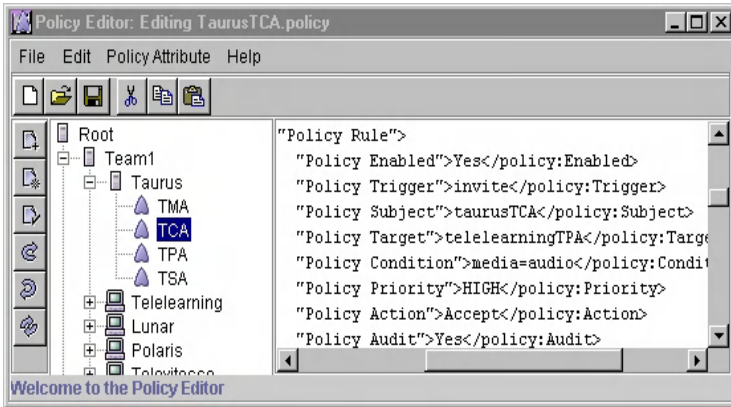 Policy Editor: Editing TaurusTCA.policy
File Edit Policy Attribute Help
Root
Team1
Taurus
TMA
TCA
TPA
TSA
Telelearning
Lunar
Polaris
"Policy Rule">
"Policy Enabled">Yes</policy:Enabled>
"Policy Trigger">invite</policy:Trigger>
"Policy Subject">taurusTCA</policy:Subject>
"Policy Target">telelearningTPA</policy:Targe
"Policy Condition">media=audio</policy:Condit
"Policy Priority">HIGH</policy:Priority>
"Policy Action">Accept</policy:Action>
"Policy Audit">Yes</policy:Audit>
Welcome to the Policy Editor